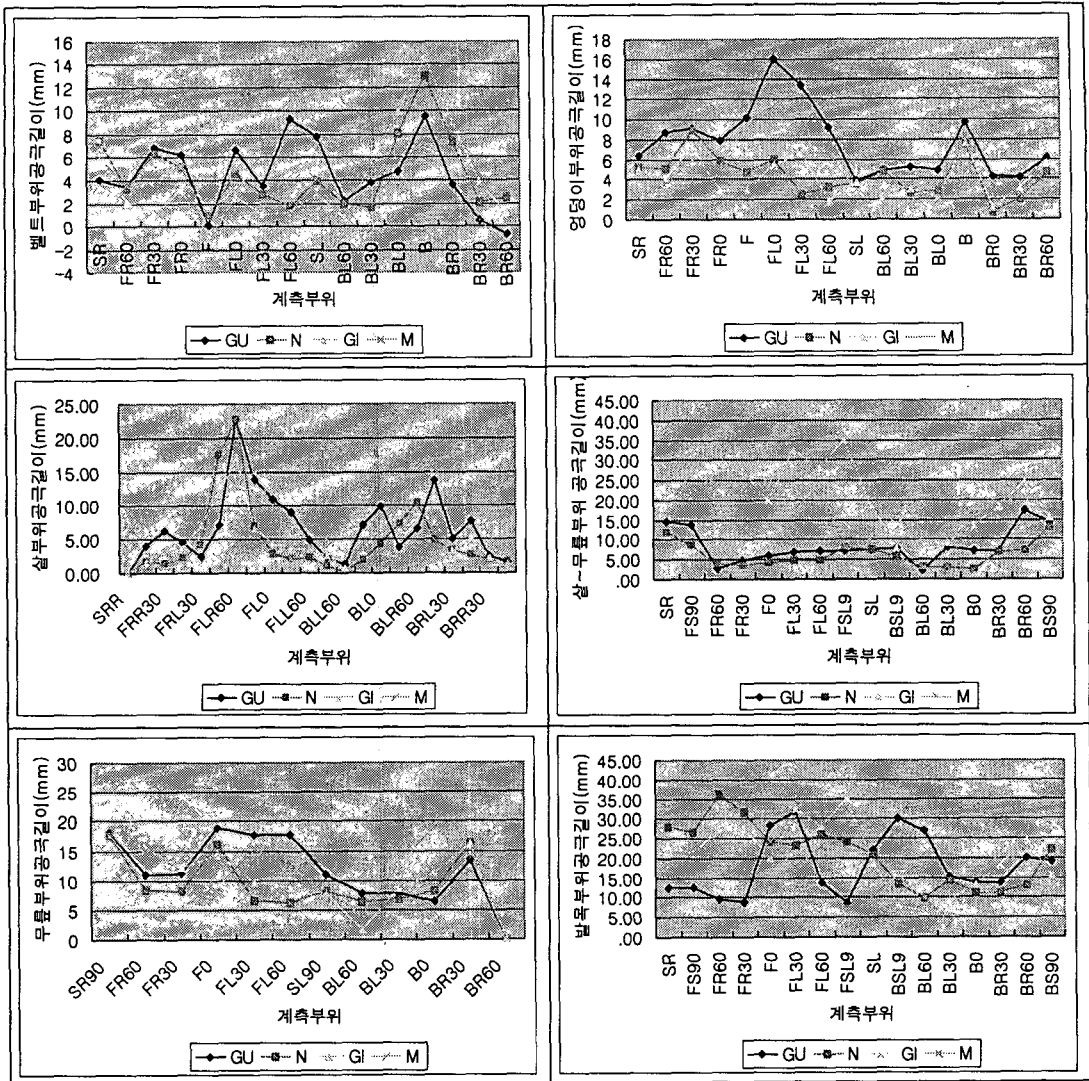 벨트부위공극길이(mm)
16
14
12
10
8
6
4
2
0
-2
-4
SR
FR60
FR30
FR0
F
FL0
FL30
FL60
SL
BL60
BL30
BL0
B
BR0
BR30
BR60
계측부위
GU N GI M
엉덩이부위공극길이(mm)
18
16
14
12
10
8
6
4
2
0
SR
FR60
FR30
FR0
F
FL0
FL30
FL60
SL
BL60
BL30
BL0
B
BR0
BR30
BR60
계측부위
GU N GI M
샅부위공극길이(mm)
25.00
20.00
15.00
10.00
5.00
0.00
SRR
FRR30
FRL30
FLR60
FL0
FLL60
BLL60
BL0
BLR60
BRL30
BRR30
계측부위
GU N GI M
샅~무릎부위 공극길이(mm)
45.00
40.00
35.00
30.00
25.00
20.00
15.00
10.00
5.00
.00
SR
FS90
FR60
FR30
F0
FL30
FL60
FSL9
SL
BSL9
BL60
BL30
B0
BR30
BR60
BS90
계측부위
GU N GI M
무릎부위공극길이(mm)
30
25
20
15
10
5
0
SR90
FR60
FR30
F0
FL30
FL60
SL90
BL60
BL30
B0
BR30
BR60
계측부위
GU N GI M
발목부위공극길이(mm)
45.00
40.00
35.00
30.00
25.00
20.00
15.00
10.00
5.00
.00
SR
FS90
FR60
FR30
F0
FL30
FL60
FSL9
SL
BSL9
BL60
BL30
B0
BR30
BR60
BS90
계측부위
GU N GI M